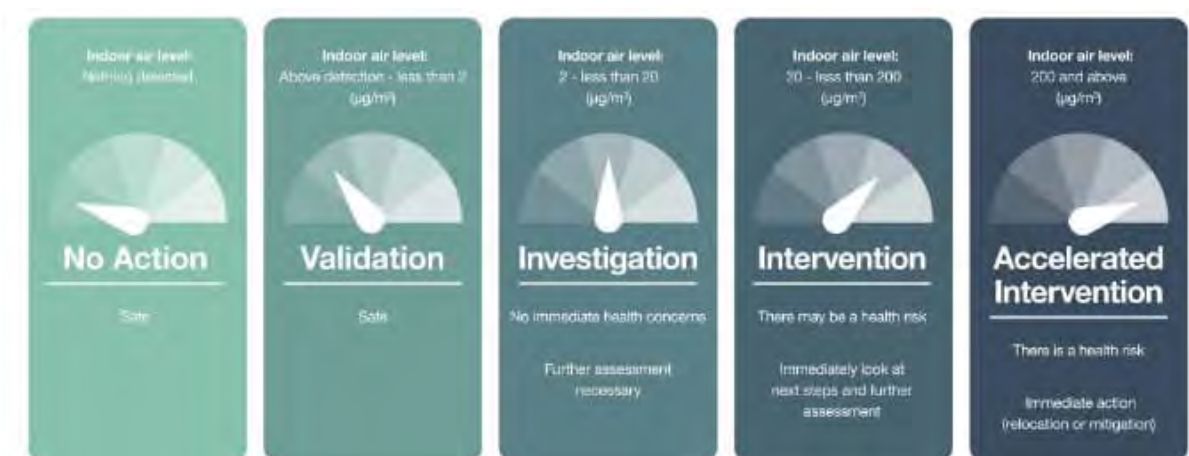 Indoor air level:
Nothing detected
No Action
Safe
Indoor air level:
Above detection - less than 2
(µg/m³)
Validation
Safe
Indoor air level:
2 - less than 20
(µg/m³)
Investigation
No immediate health concerns
Further assessment
necessary
Indoor air level:
20 - less than 200
(µg/m³)
Intervention
There may be a health risk
Immediately look at
next steps and further
assessment
Indoor air level:
200 and above
(µg/m³)
Accelerated
Intervention
There is a health risk
Immediate action
(relocation or mitigation)